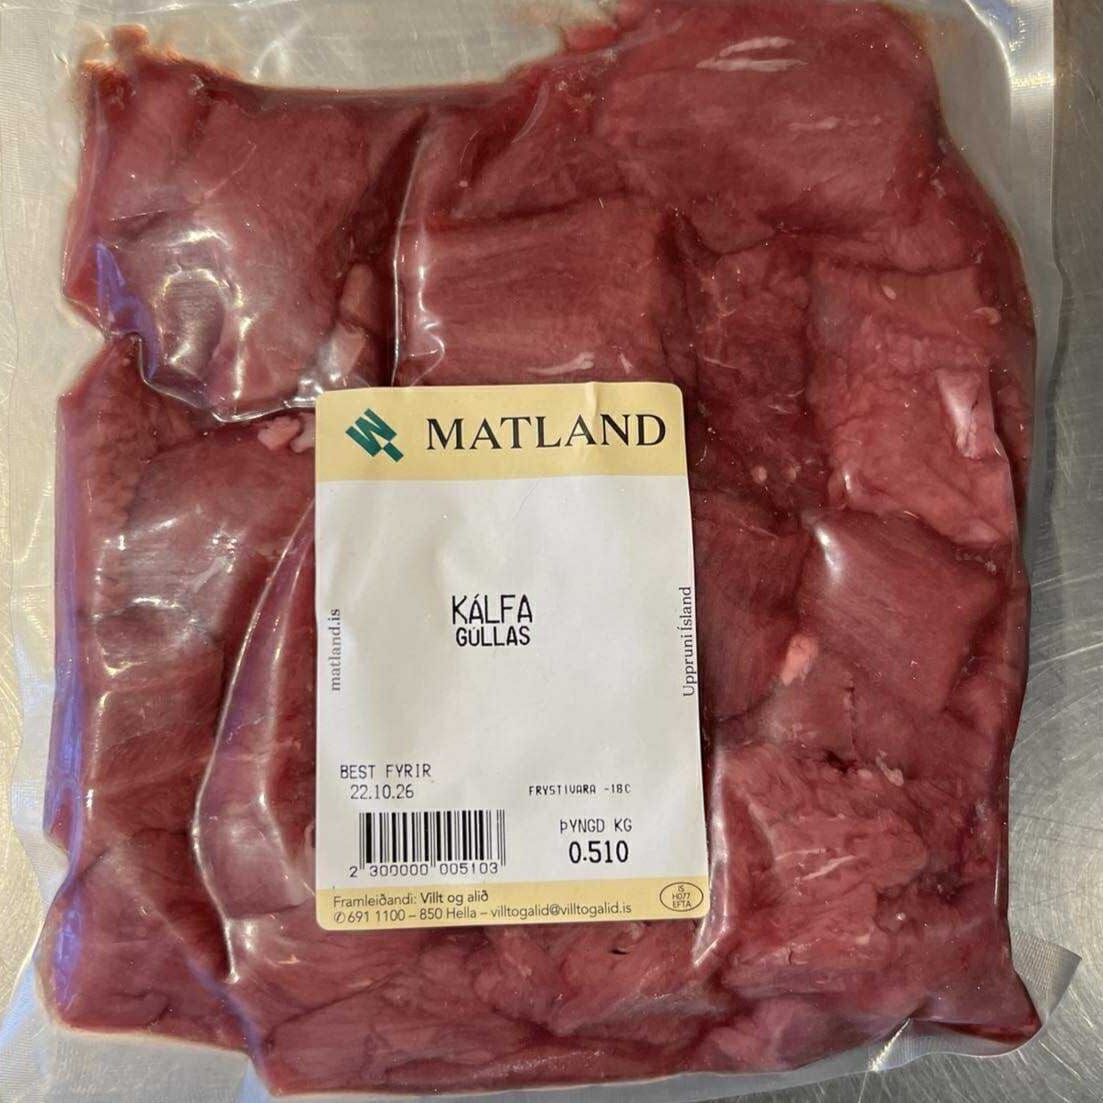 MATLAND
KÁLFA
GÚLLAS
matland.is
Uppruni Ísland
BEST FYRIR
22.10.26
FRYSTIVARA -18C
ÞYNGD KG
0.510
2 300000 005103
Framleiðandi: Villt og alið
✆ 691 1100 – 850 Hella – villtogalid@villtogalid.is
IS
H077
EFTA